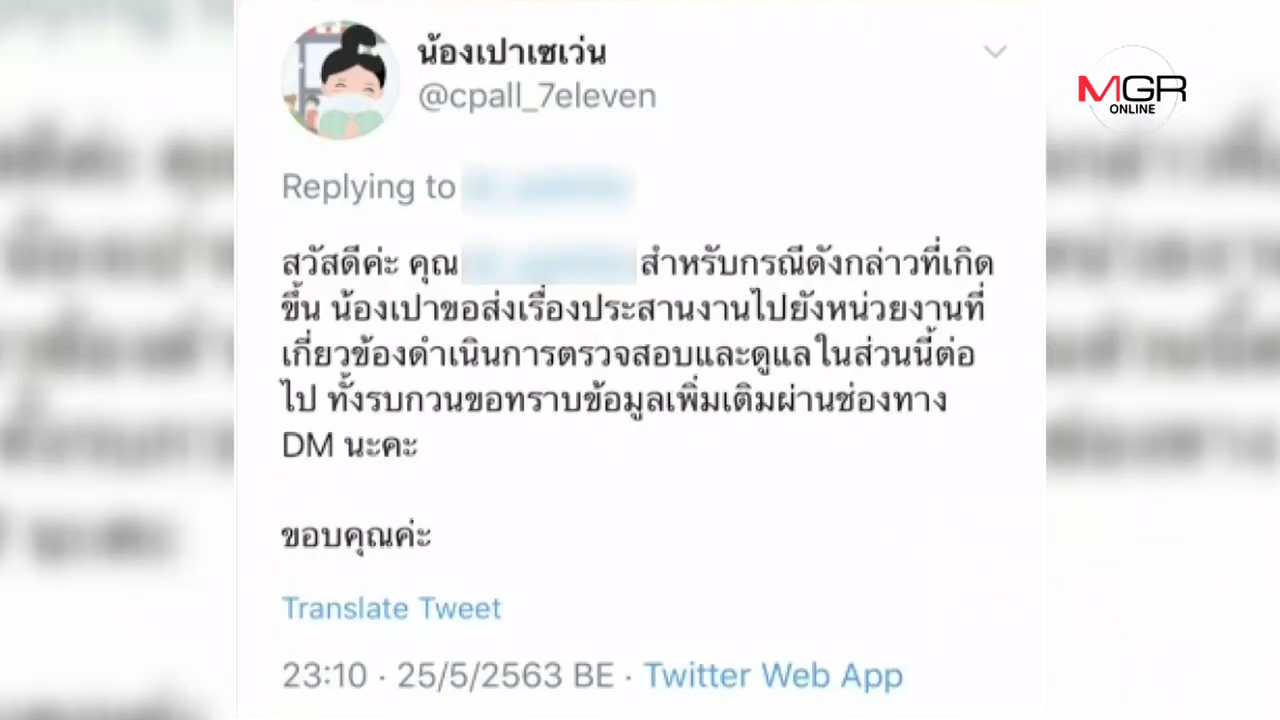 น้องเปาเซเว่น
@cpall_7eleven
MGR
ONLINE
Replying to
สวัสดีค่ะ คุณ สำหรับกรณีดังกล่าวที่เกิด
ขึ้น น้องเปาขอส่งเรื่องประสานงานไปยังหน่วยงานที่
เกี่ยวข้องดำเนินการตรวจสอบและดูแลในส่วนนี้ต่อ
ไป ทั้งรบกวนขอทราบข้อมูลเพิ่มเติมผ่านช่องทาง
DM นะคะ
ขอบคุณค่ะ
Translate Tweet
23:10 · 25/5/2563 BE · Twitter Web App